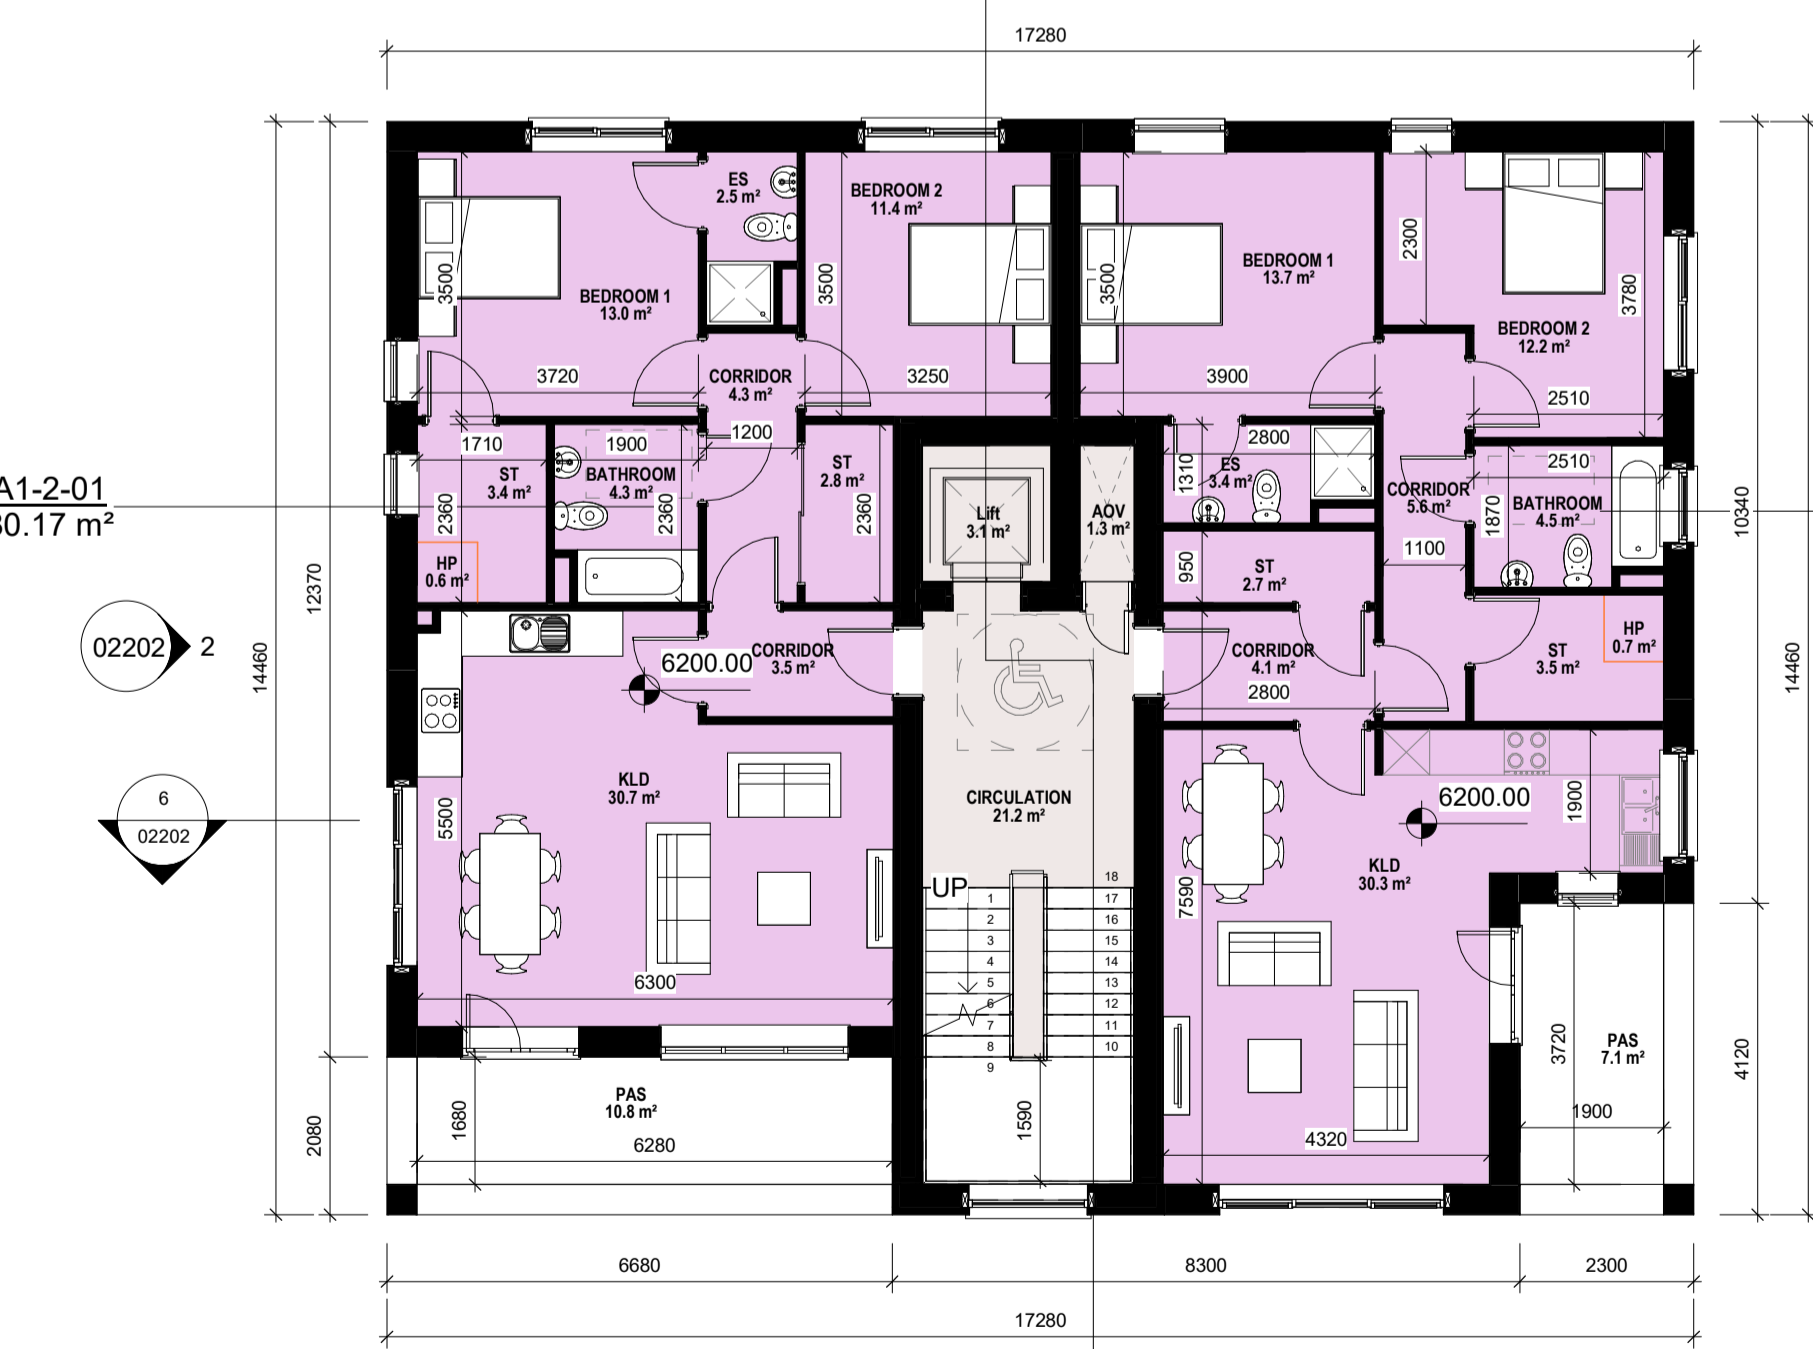 17280
ES
2.5 m²
BEDROOM 2
11.4 m²
BEDROOM 1
13.7 m²
2300
3500
3500
3500
3780
BEDROOM 1
13.0 m²
BEDROOM 2
12.2 m²
3720
CORRIDOR
4.3 m²
3250
3900
2510
1710
1900
1200
2800
2510
A1-2-01
30.17 m²
ST
3.4 m²
BATHROOM
4.3 m²
ST
2.8 m²
1310
ES
3.4 m²
CORRIDOR
5.6 m²
BATHROOM
4.5 m²
2360
2360
2360
Lift
3.1 m²
AOV
1.3 m²
1870
10340
HP
0.6 m²
950
ST
2.7 m²
1100
12370
14460
02202
2
6200.00
CORRIDOR
3.5 m²
CORRIDOR
4.1 m²
2800
ST
3.5 m²
HP
0.7 m²
14460
6
02202
5500
KLD
30.7 m²
CIRCULATION
21.2 m²
6200.00
1900
KLD
30.3 m²
7590
UP
18
1
17
2
16
3
15
4
14
5
13
6
12
7
11
8
10
9
6300
3720
PAS
7.1 m²
4120
2080
1680
PAS
10.8 m²
6280
1590
4320
1900
6680
8300
2300
17280